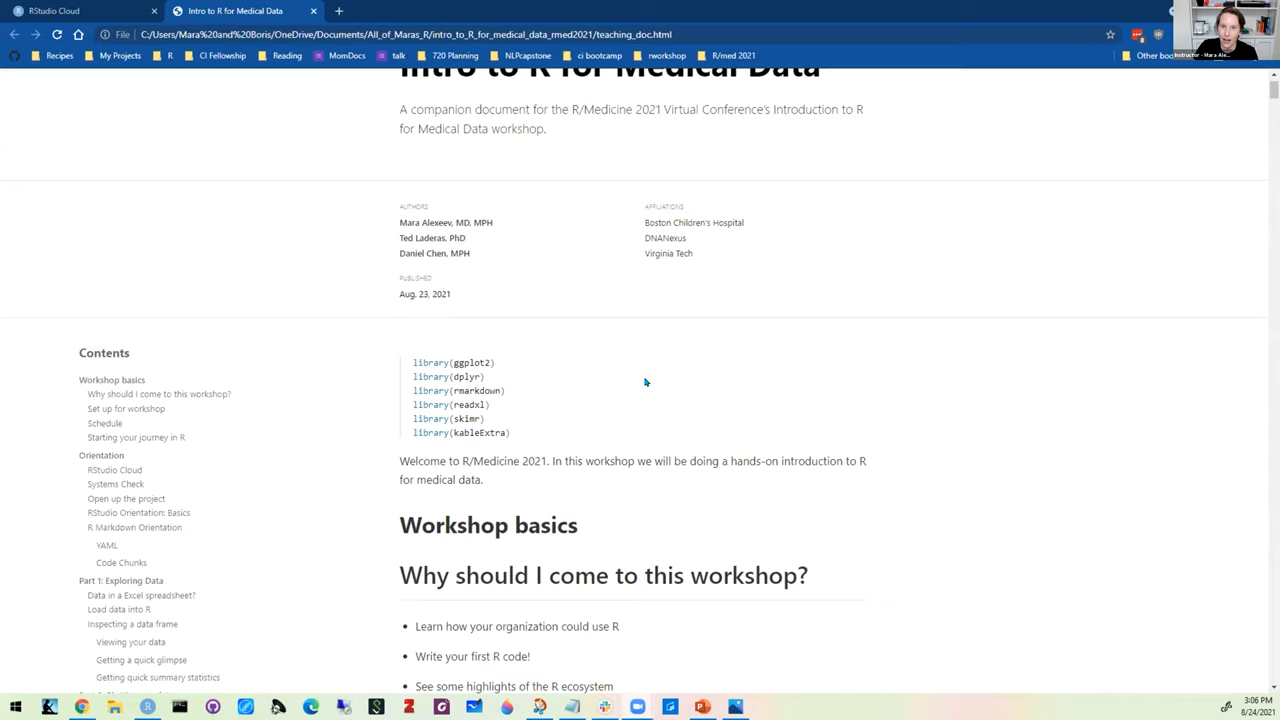 RStudio Cloud
Intro to R for Medical Data
File
C:/Users/Mara%20and%20Boris/OneDrive/Documents/All_of_Maras_R/intro_to_R_for_medical_data_rmed2021/teaching_doc.html
Recipes My Projects R CI Fellowship Reading MomDocs talk 720 Planning NLPcapstone ci bootcamp rworkshop R/med 2021
Intro to R for Medical Data
A companion document for the R/Medicine 2021 Virtual Conference's Introduction to R
for Medical Data workshop.
AUTHORS
Mara Alexeev, MD, MPH
Ted Laderas, PhD
Daniel Chen, MPH
AFFILIATIONS
Boston Children's Hospital
DNANexus
Virginia Tech
PUBLISHED
Aug. 23, 2021
Contents
Workshop basics
Why should I come to this workshop?
Set up for workshop
Schedule
Starting your journey in R
Orientation
RStudio Cloud
Systems Check
Open up the project
RStudio Orientation: Basics
R Markdown Orientation
YAML
Code Chunks
Part 1: Exploring Data
Data in a Excel spreadsheet?
Load data into R
Inspecting a data frame
Viewing your data
Getting a quick glimpse
Getting quick summary statistics
library(ggplot2)
library(dplyr)
library(rmarkdown)
library(readxl)
library(skimr)
library(kableExtra)
Welcome to R/Medicine 2021. In this workshop we will be doing a hands-on introduction to R
for medical data.
Workshop basics
Why should I come to this workshop?
Learn how your organization could use R
Write your first R code!
See some highlights of the R ecosystem
3:06 PM
8/24/2021